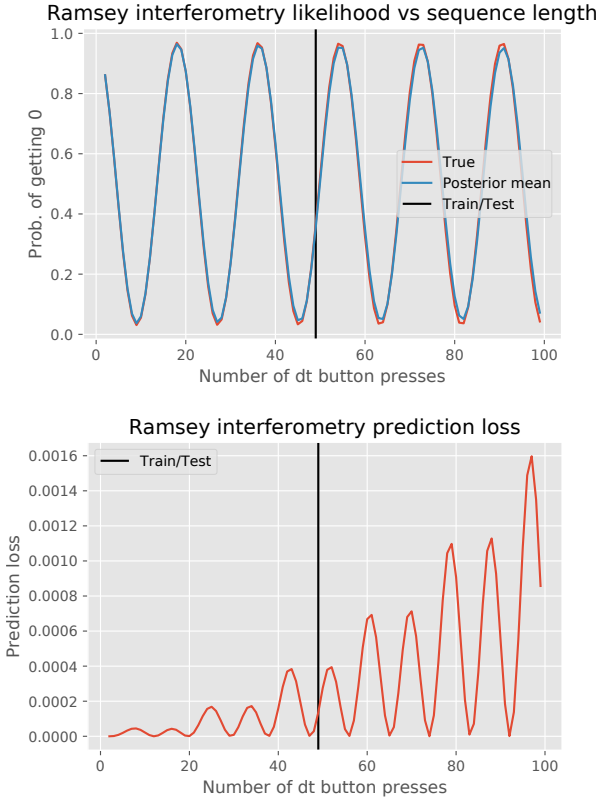 Ramsey interferometry likelihood vs sequence length
1.0
0.8
0.6
0.4
0.2
0.0
Prob. of getting 0
True
Posterior mean
Train/Test
0 20 40 60 80 100
Number of dt button presses
Ramsey interferometry prediction loss
Train/Test
0.0016
0.0014
0.0012
0.0010
0.0008
0.0006
0.0004
0.0002
0.0000
Prediction loss
0 20 40 60 80 100
Number of dt button presses